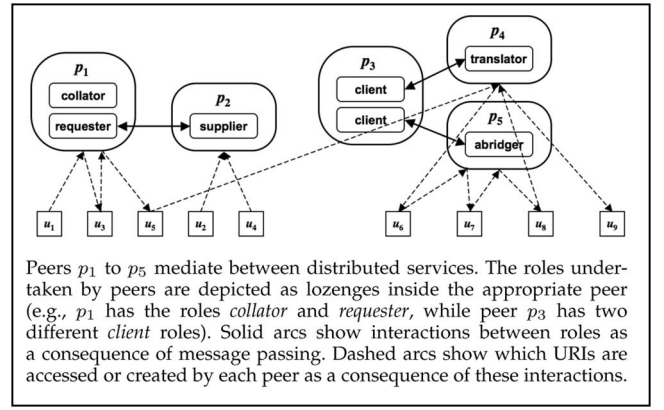 p4
translator
p1
collator
requester
p2
supplier
p3
client
client
p5
abridger
u1
u3
u5
u2
u4
u6
u7
u8
u9
Peers p1 to p5 mediate between distributed services. The roles under-
taken by peers are depicted as lozenges inside the appropriate peer
(e.g., p1 has the roles collator and requester, while peer p3 has two
different client roles). Solid arcs show interactions between roles as
a consequence of message passing. Dashed arcs show which URIs are
accessed or created by each peer as a consequence of these interactions.